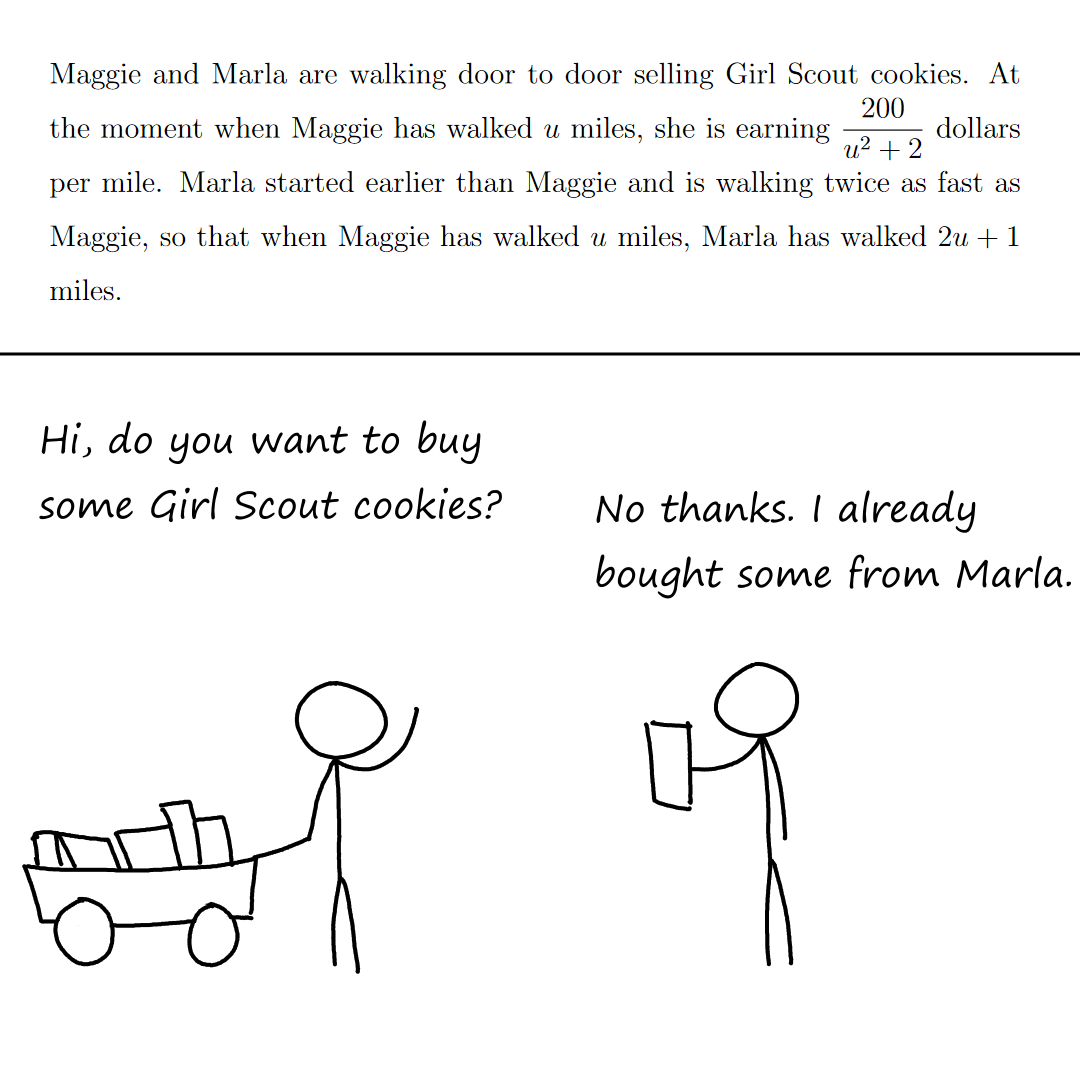 Maggie and Marla are walking door to door selling Girl Scout cookies. At
the moment when Maggie has walked u miles, she is earning \frac{200}{u^2 + 2} dollars
per mile. Marla started earlier than Maggie and is walking twice as fast as
Maggie, so that when Maggie has walked u miles, Marla has walked 2u + 1
miles.
Hi, do you want to buy
some Girl Scout cookies?
No thanks. I already
bought some from Marla.